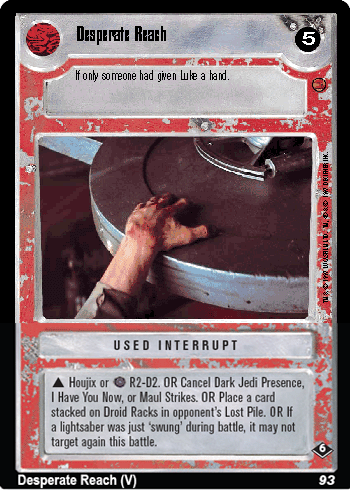 Desperate Reach
5
If only someone had given Luke a hand.
USED INTERRUPT
▲ Houjix or R2-D2. OR Cancel Dark Jedi Presence,
I Have You Now, or Maul Strikes. OR Place a card
stacked on Droid Racks in opponent's Lost Pile. OR If
a lightsaber was just 'swung' during battle, it may not
target again this battle.
6
Desperate Reach (V) 93